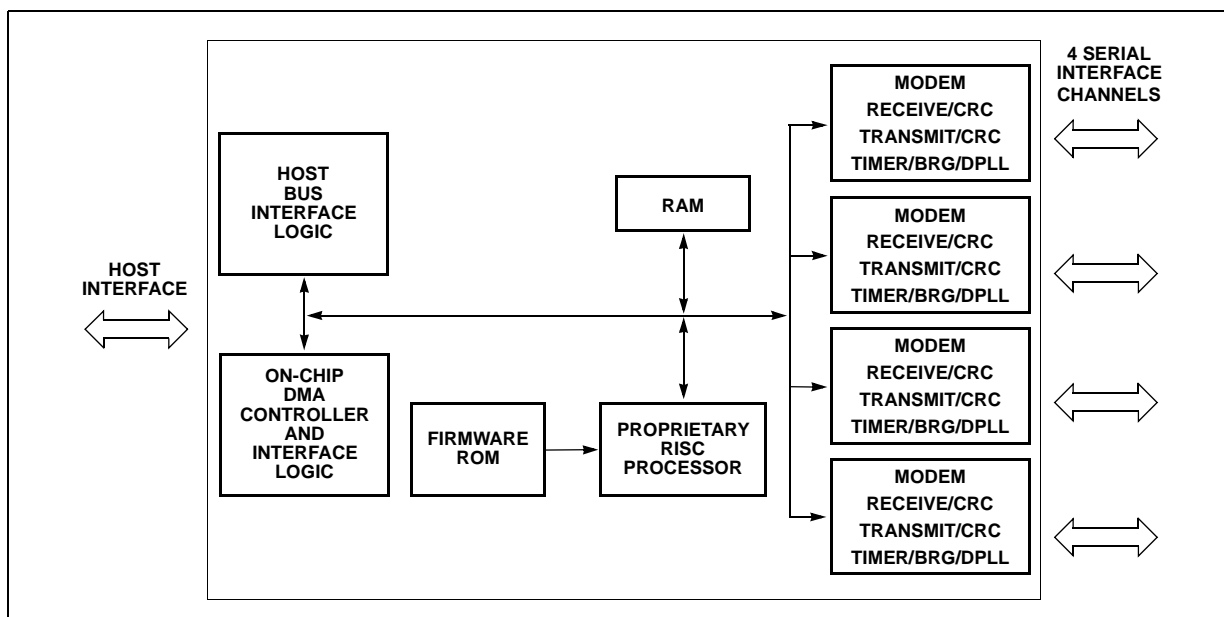 HOST
INTERFACE
HOST
BUS
INTERFACE
LOGIC
ON-CHIP
DMA
CONTROLLER
AND
INTERFACE
LOGIC
FIRMWARE
ROM
RAM
PROPRIETARY
RISC
PROCESSOR
MODEM
RECEIVE/CRC
TRANSMIT/CRC
TIMER/BRG/DPLL
MODEM
RECEIVE/CRC
TRANSMIT/CRC
TIMER/BRG/DPLL
MODEM
RECEIVE/CRC
TRANSMIT/CRC
TIMER/BRG/DPLL
MODEM
RECEIVE/CRC
TRANSMIT/CRC
TIMER/BRG/DPLL
4 SERIAL
INTERFACE
CHANNELS